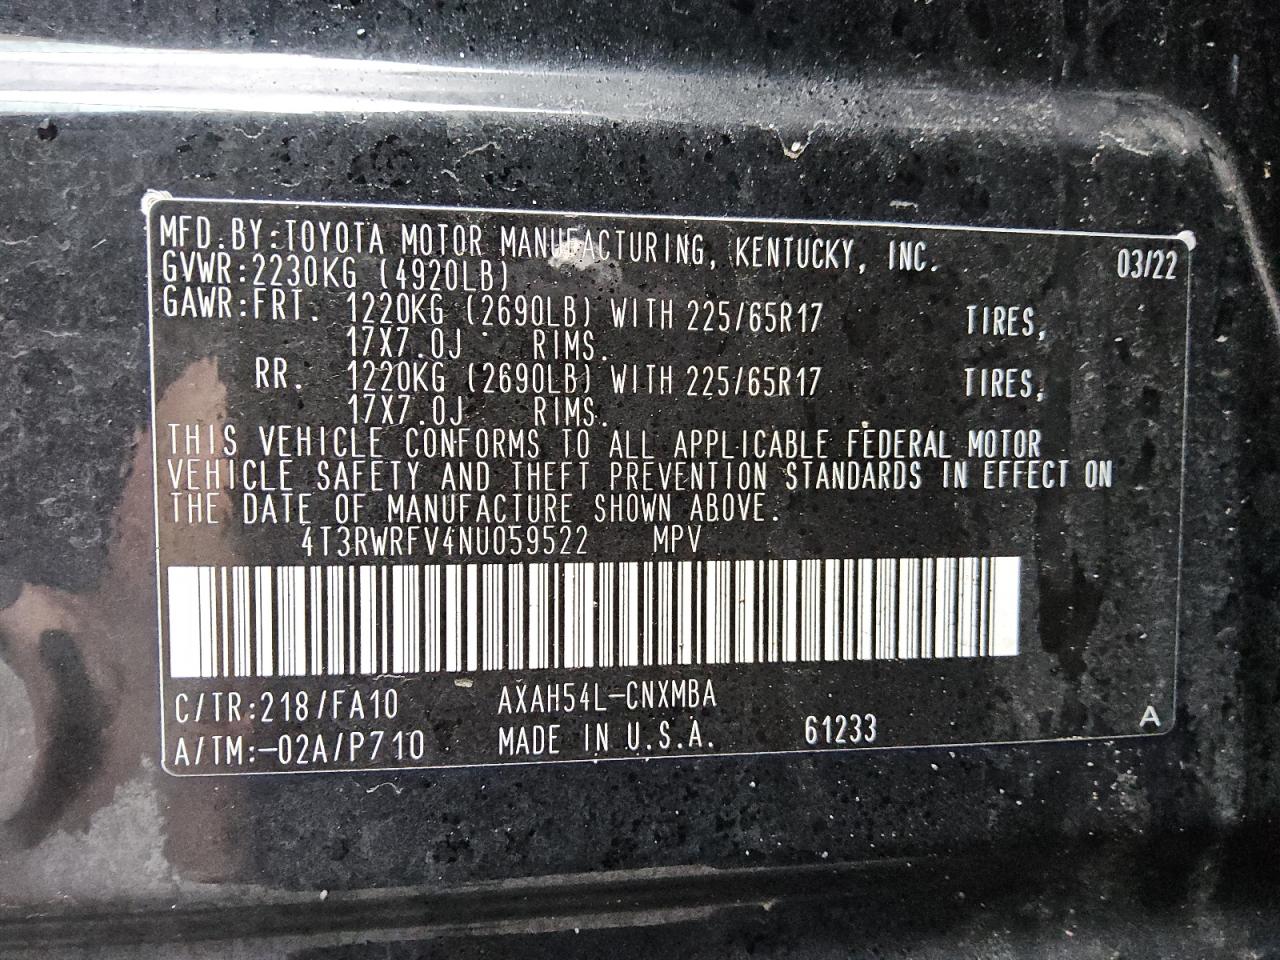 MFD.BY:TOYOTA MOTOR MANUFACTURING, KENTUCKY, INC. 03/22
GVWR:2230KG (4920LB)
GAWR:FRT. 1220KG (2690LB) WITH 225/65R17 TIRES,
17X7.0J RIMS.
RR. 1220KG (2690LB) WITH 225/65R17 TIRES,
17X7.0J RIMS.
THIS VEHICLE CONFORMS TO ALL APPLICABLE FEDERAL MOTOR
VEHICLE SAFETY AND THEFT PREVENTION STANDARDS IN EFFECT ON
THE DATE OF MANUFACTURE SHOWN ABOVE.
4T3RWRFV4NU059522 MPV
C/TR:218/FA10 AXAH54L-CNXMBA
A/TM:-02A/P710 MADE IN U.S.A. 61233 A